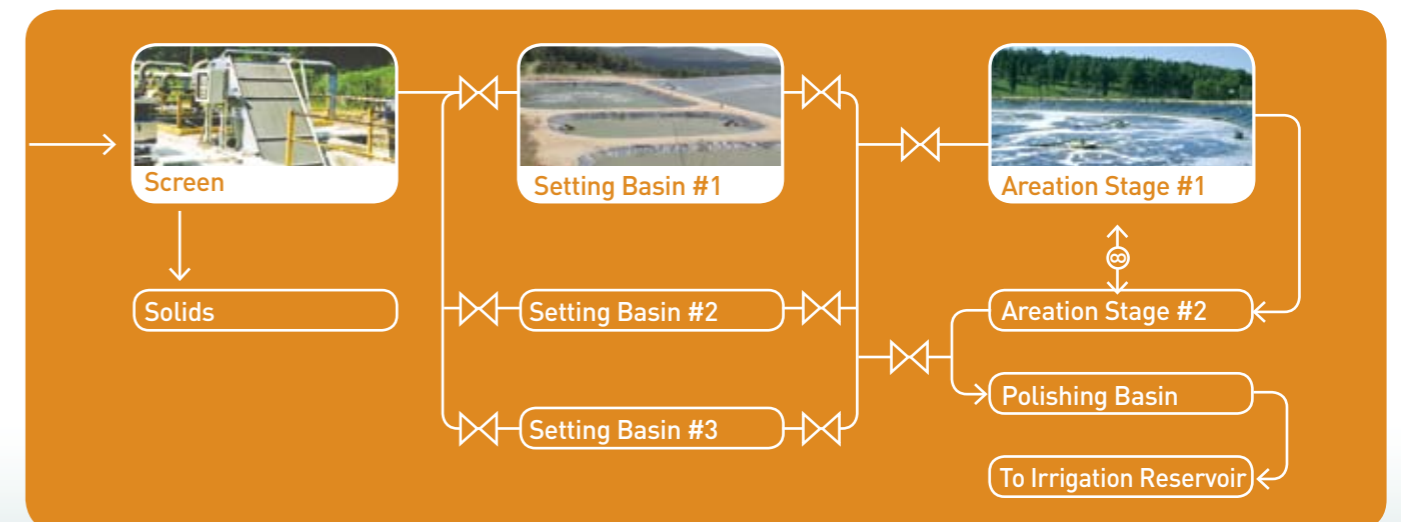 Screen
Setting Basin #1
Areation Stage #1
Solids
Setting Basin #2
Areation Stage #2
Polishing Basin
Setting Basin #3
To Irrigation Reservoir